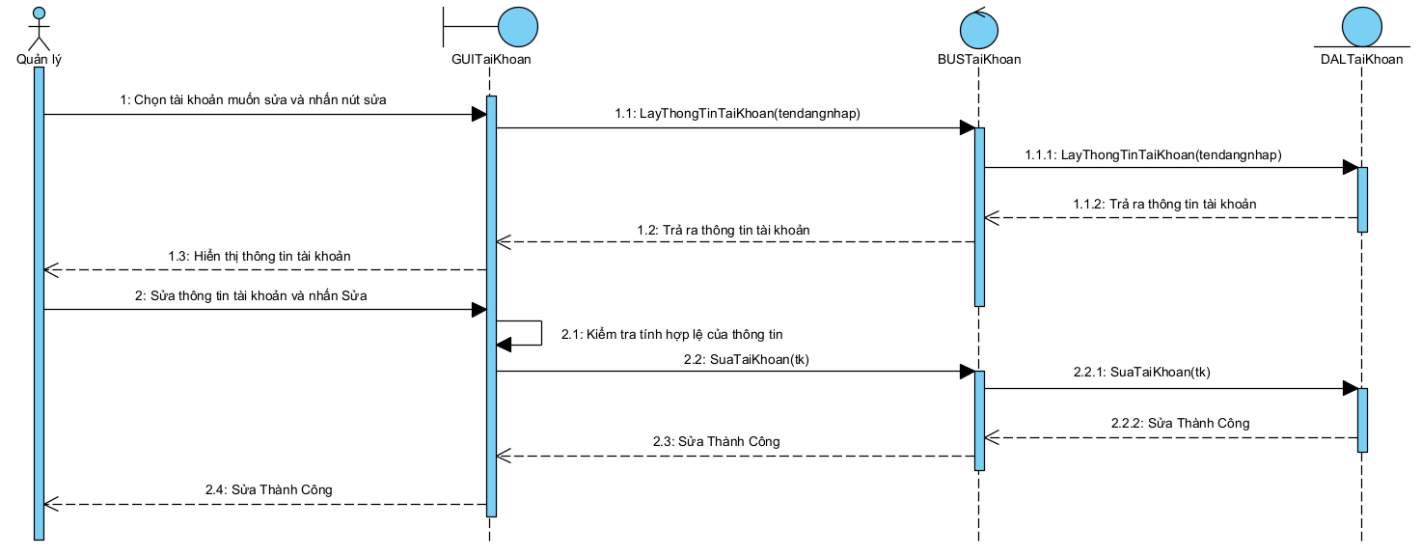 Quản lý
GUITaiKhoan
BUSTaiKhoan
DALTaiKhoan
1: Chọn tài khoản muốn sửa và nhấn nút sửa
1.1: LayThongTinTaiKhoan(tendangnhap)
1.1.1: LayThongTinTaiKhoan(tendangnhap)
1.1.2: Trả ra thông tin tài khoản
1.2: Trả ra thông tin tài khoản
1.3: Hiển thị thông tin tài khoản
2: Sửa thông tin tài khoản và nhấn Sửa
2.1: Kiểm tra tính hợp lệ của thông tin
2.2: SuaTaiKhoan(tk)
2.2.1: SuaTaiKhoan(tk)
2.2.2: Sửa Thành Công
2.3: Sửa Thành Công
2.4: Sửa Thành Công